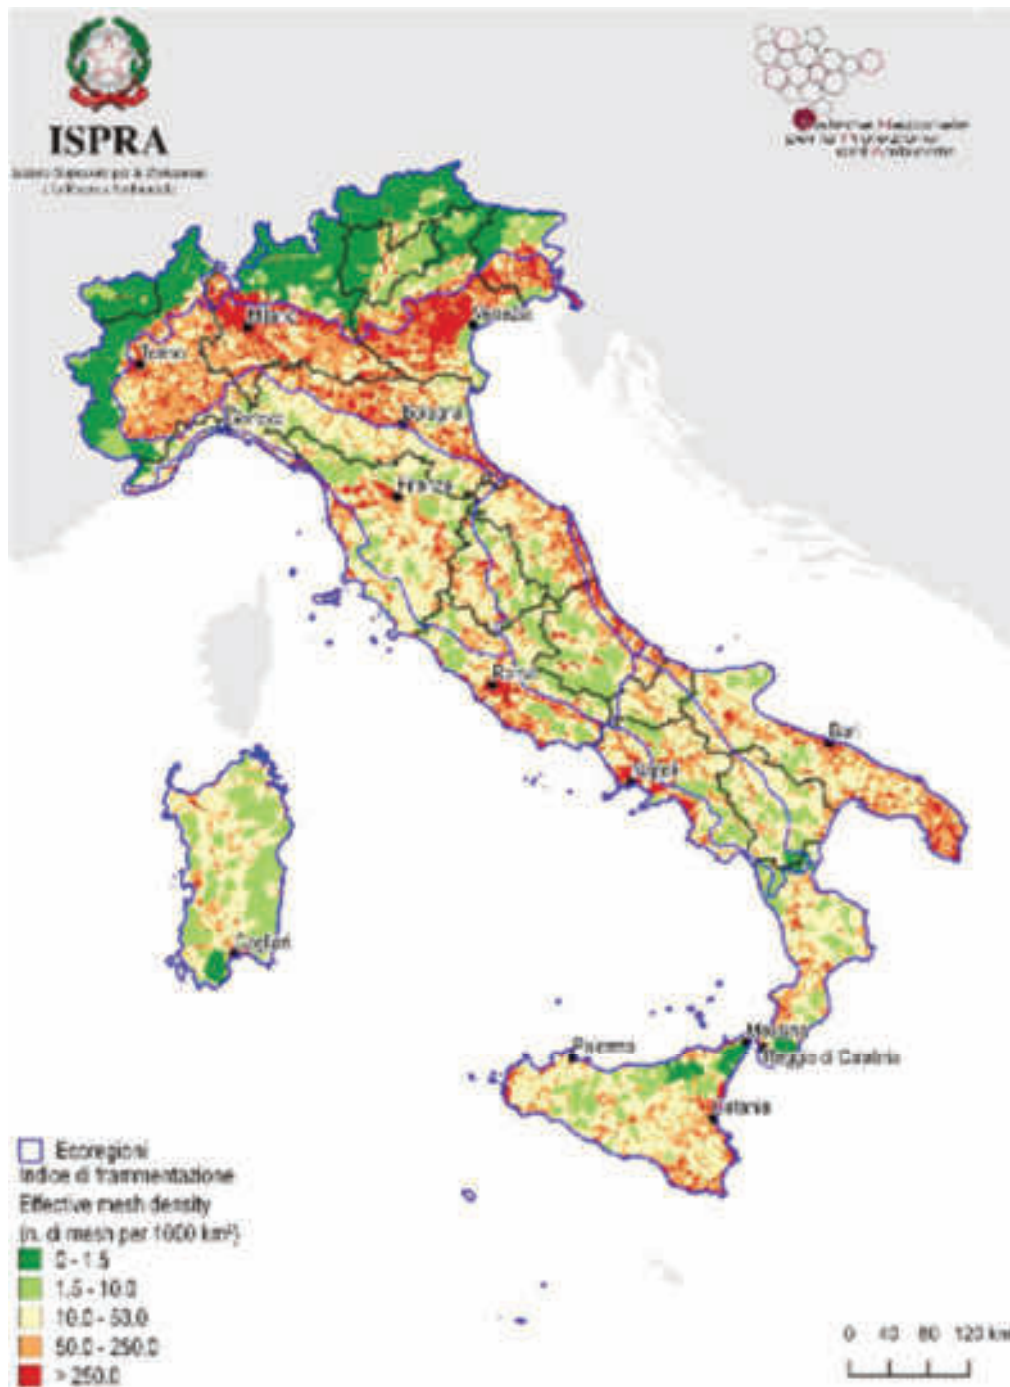 ISPRA
Milano
Venezia
Torino
Bologna
Genova
Firenze
Roma
Bari
Napoli
Cagliari
Messina
Palermo
Reggio di Calabria
Catania
Ecoregioni
Indice di frammentazione
Effective mesh density
(n. di mesh per 1000 km²)
0 - 1.5
1.5 - 10.0
10.0 - 50.0
50.0 - 250.0
> 250.0
0 40 80 120 km